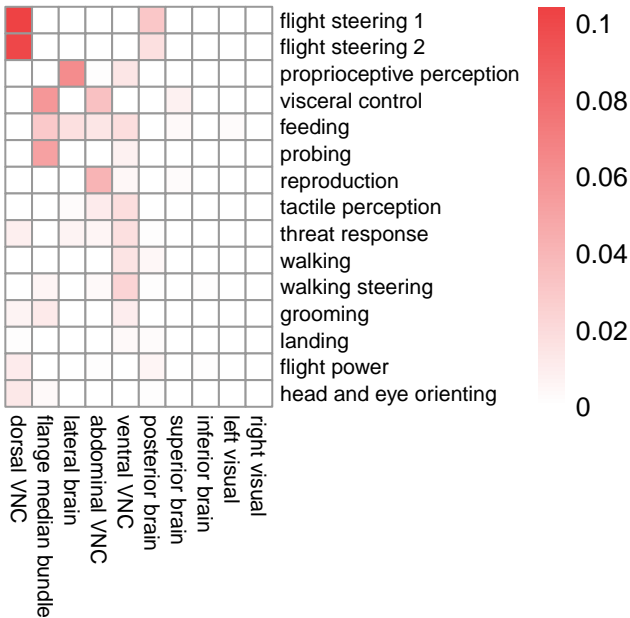 flight steering 1
flight steering 2
proprioceptive perception
visceral control
feeding
probing
reproduction
tactile perception
threat response
walking
walking steering
grooming
landing
flight power
head and eye orienting
dorsal VNC
flange median bundle
lateral brain
abdominal VNC
ventral VNC
posterior brain
superior brain
inferior brain
left visual
right visual
0.1
0.08
0.06
0.04
0.02
0